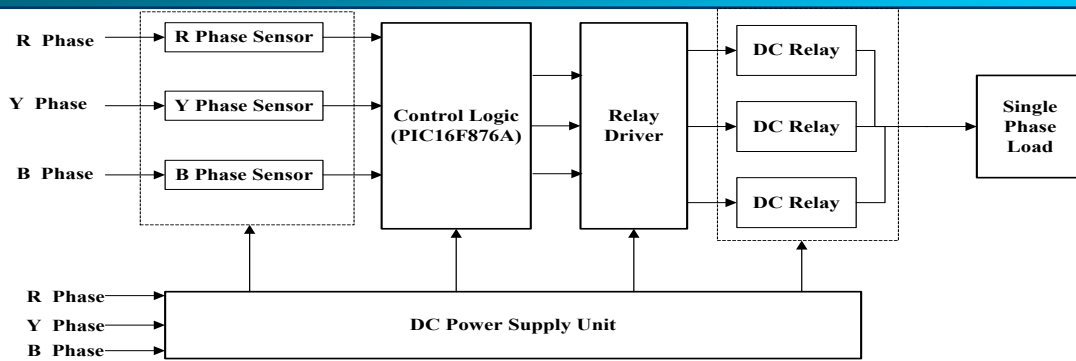 R Phase
R Phase Sensor
DC Relay
Y Phase
Y Phase Sensor
Control Logic
(PIC16F876A)
Relay
Driver
DC Relay
Single
Phase
Load
B Phase
B Phase Sensor
DC Relay
R Phase
Y Phase
B Phase
DC Power Supply Unit